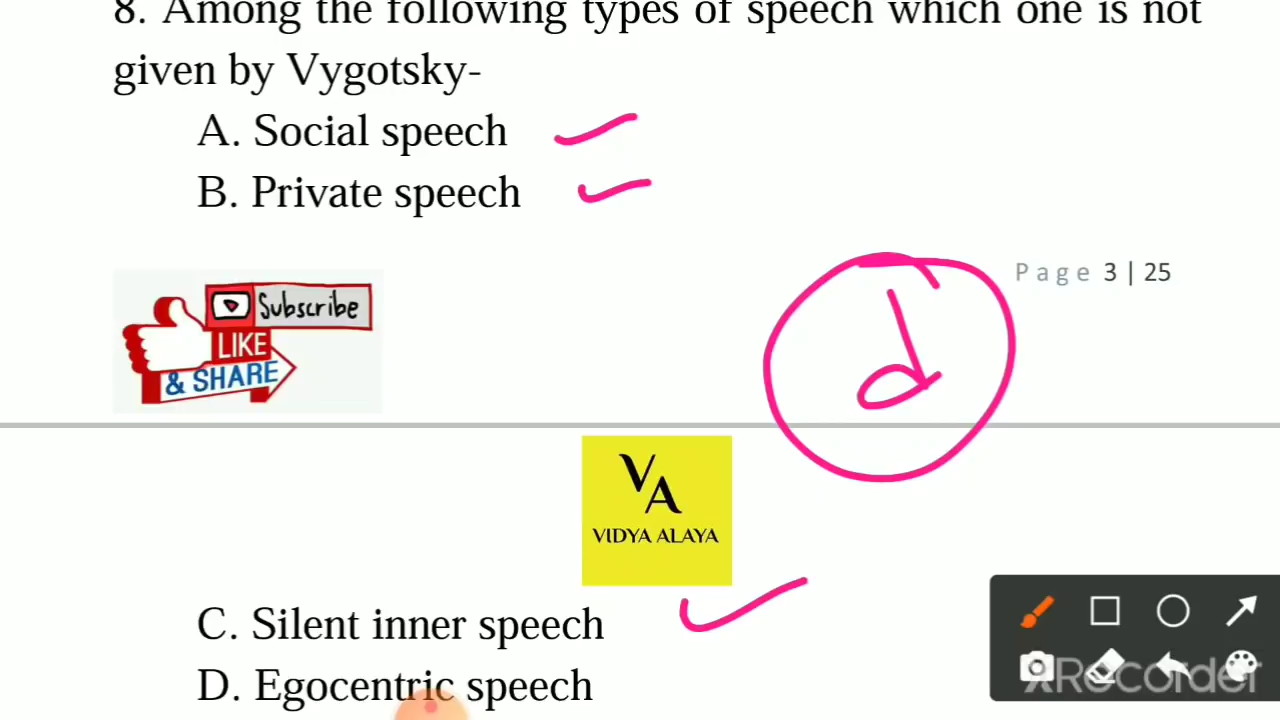 8. Among the following types of speech which one is not
given by Vygotsky-
A. Social speech
B. Private speech
Page 3 | 25
Subscribe
LIKE
& SHARE
d
VA
VIDYA ALAYA
C. Silent inner speech
D. Egocentric speech
XRecorder